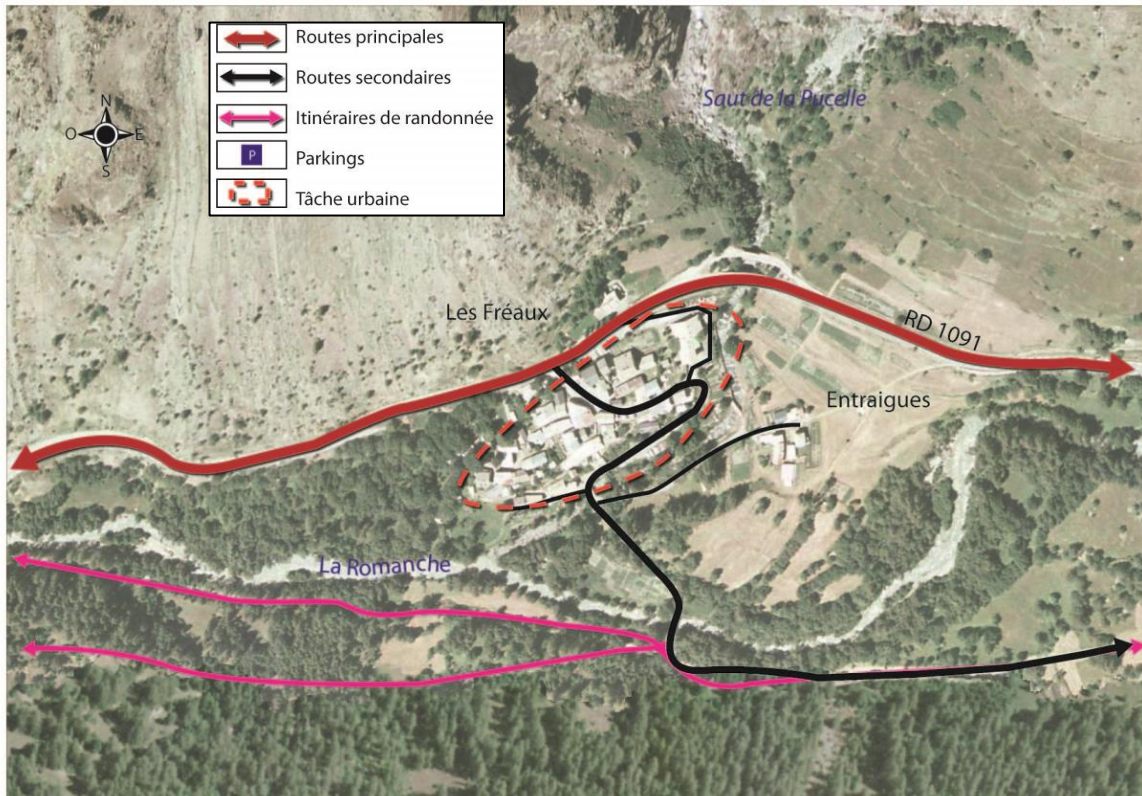 Routes principales
Routes secondaires
Itinéraires de randonnée
P
Parkings
Tâche urbaine
N
O
E
S
Saut de la Pucelle
Les Fréaux
RD 1091
Entraigues
La Romanche